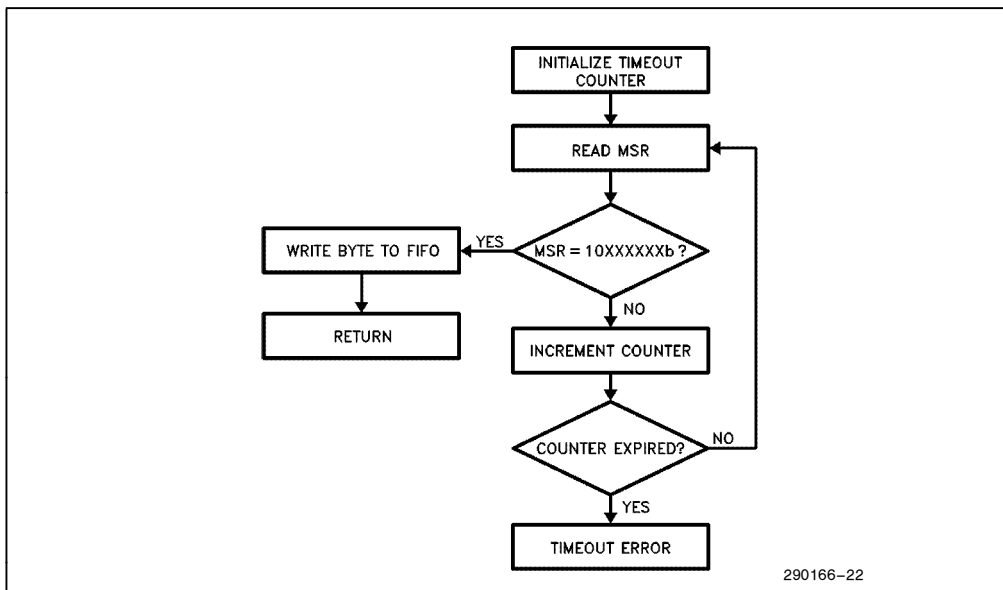 INITIALIZE TIMEOUT
COUNTER
READ MSR
MSR = 10XXXXXXb ?
YES
WRITE BYTE TO FIFO
RETURN
NO
INCREMENT COUNTER
COUNTER EXPIRED?
NO
YES
TIMEOUT ERROR
290166–22